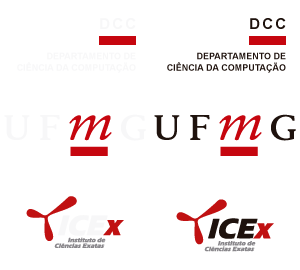 DCC DCC
DEPARTAMENTO DE DEPARTAMENTO DE
CIÊNCIA DA COMPUTAÇÃO CIÊNCIA DA COMPUTAÇÃO
UFmG UFmG
ICEx ICEx
Instituto de Instituto de
Ciências Exatas Ciências Exatas